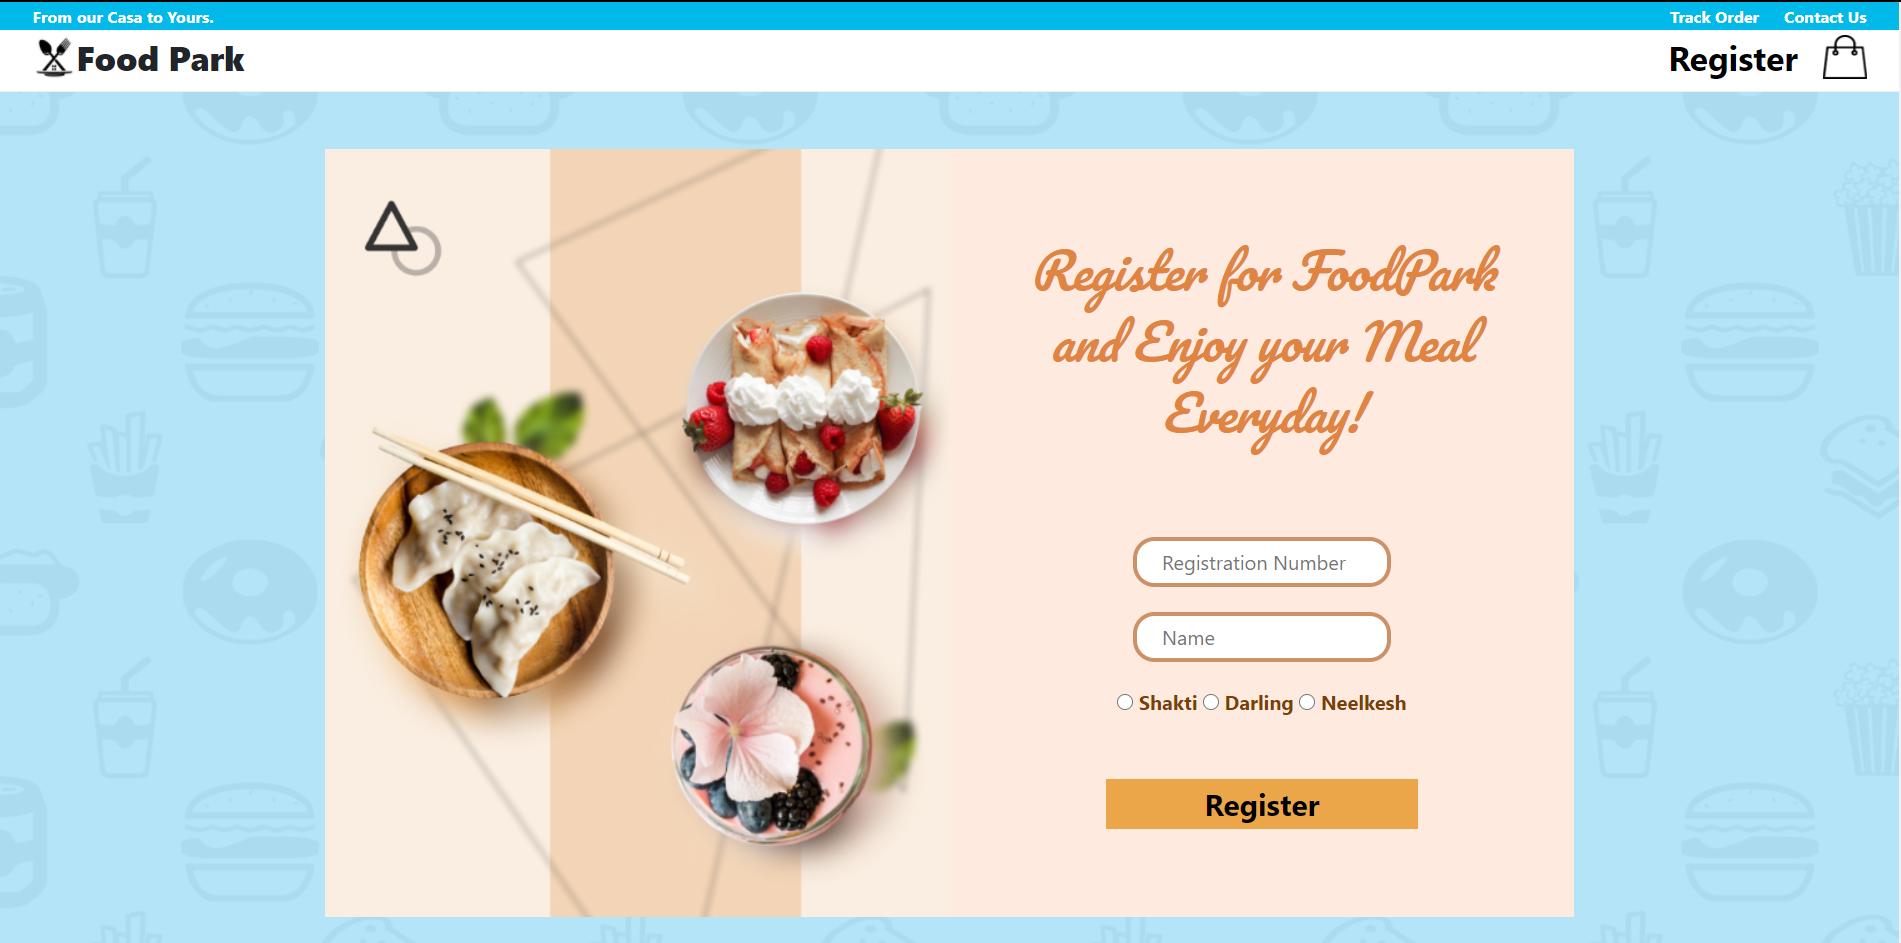 From our Casa to Yours.
Track Order Contact Us
Food Park
Register
Register for FoodPark
and Enjoy your Meal
Everyday!
Registration Number
Name
Shakti Darling Neelkesh
Register